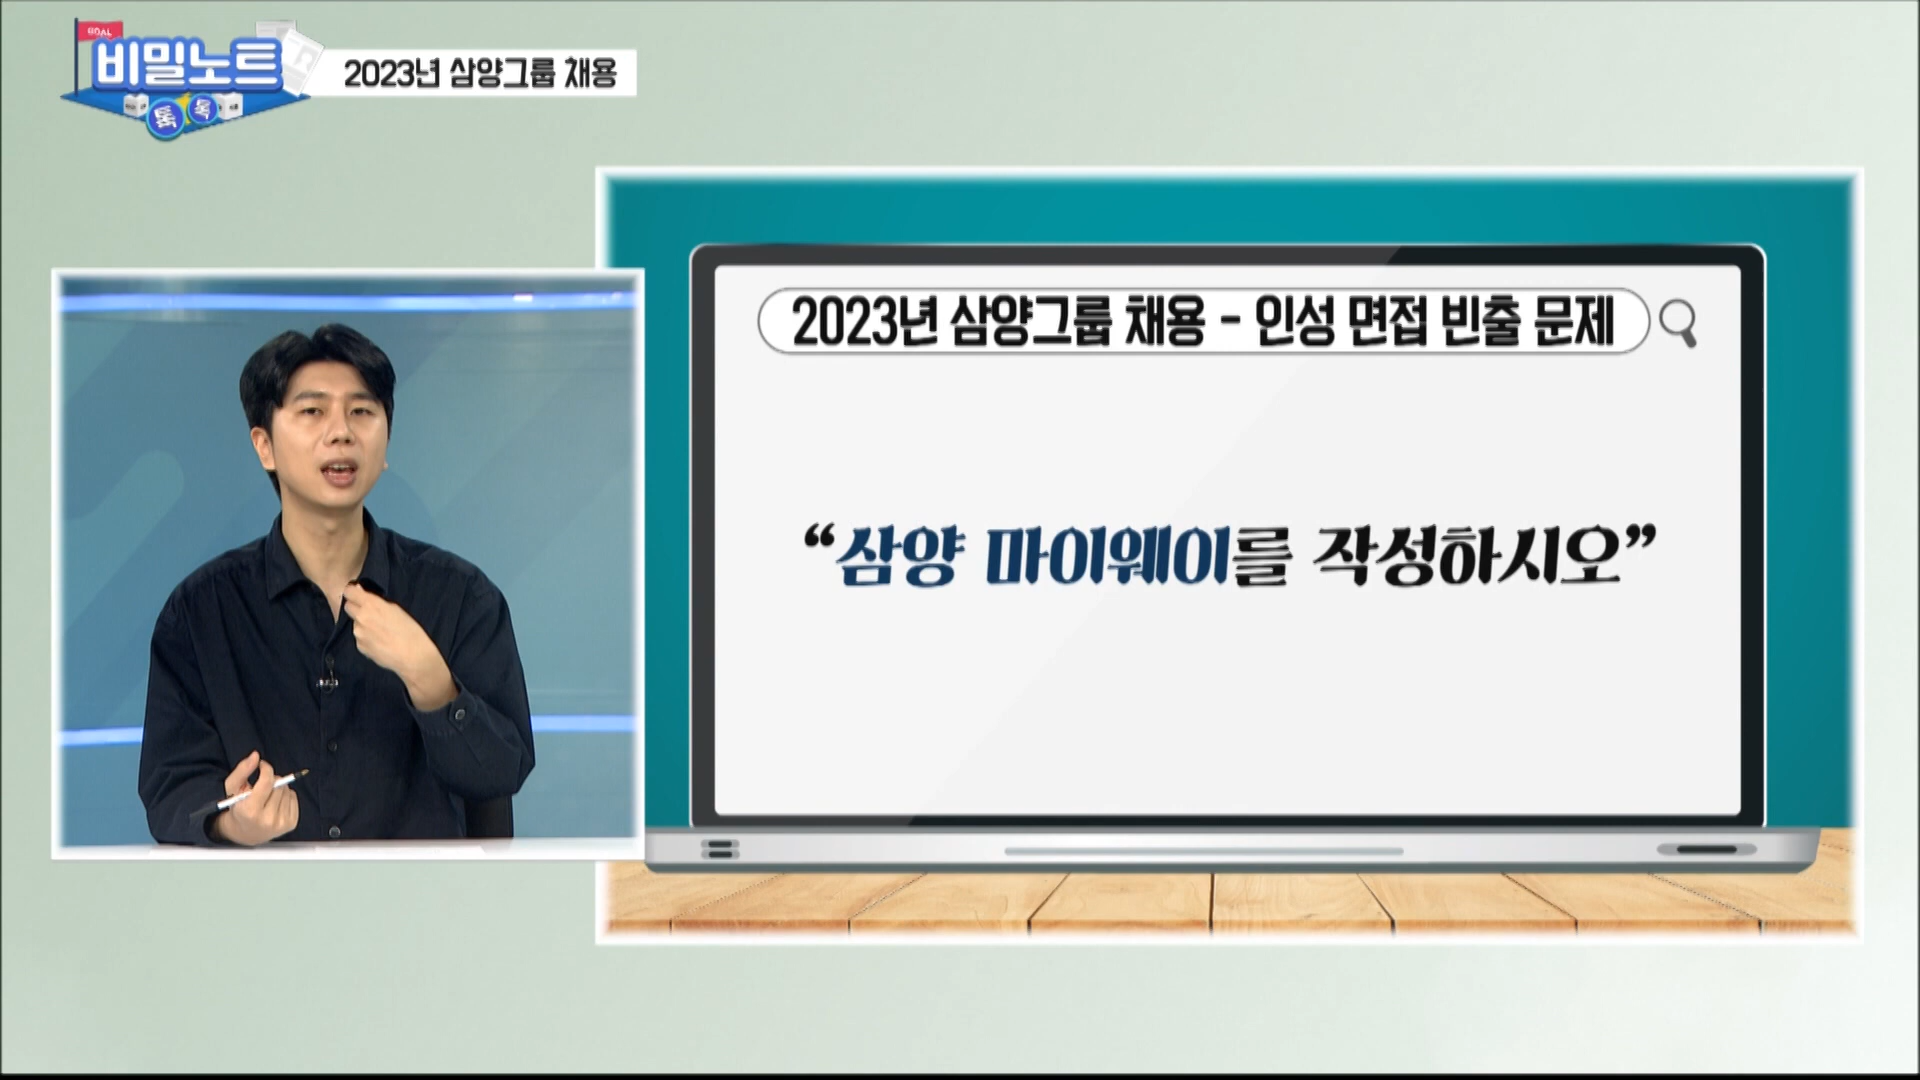 GOAL
비밀노트
톡톡
2023년 삼양그룹 채용
2023년 삼양그룹 채용 - 인성 면접 빈출 문제
“삼양 마이웨이를 작성하시오”